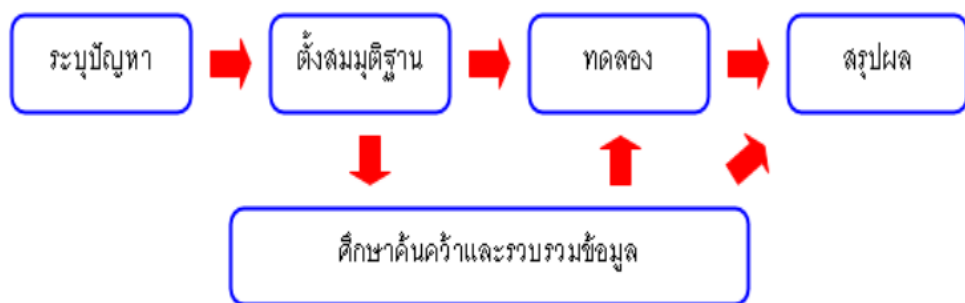 ระบุปัญหา
ตั้งสมมุติฐาน
ทดลอง
สรุปผล
ศึกษาค้นคว้าและรวบรวมข้อมูล